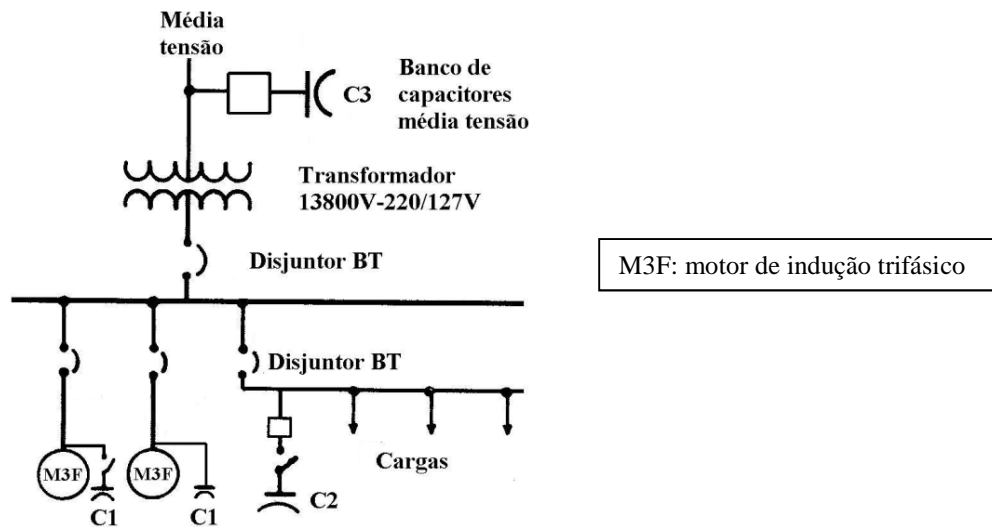 Média
tensão
Banco de
capacitores
média tensão
C3
Transformador
13800V-220/127V
Disjuntor BT
M3F: motor de indução trifásico
Disjuntor BT
M3F
M3F
Cargas
C1
C1
C2